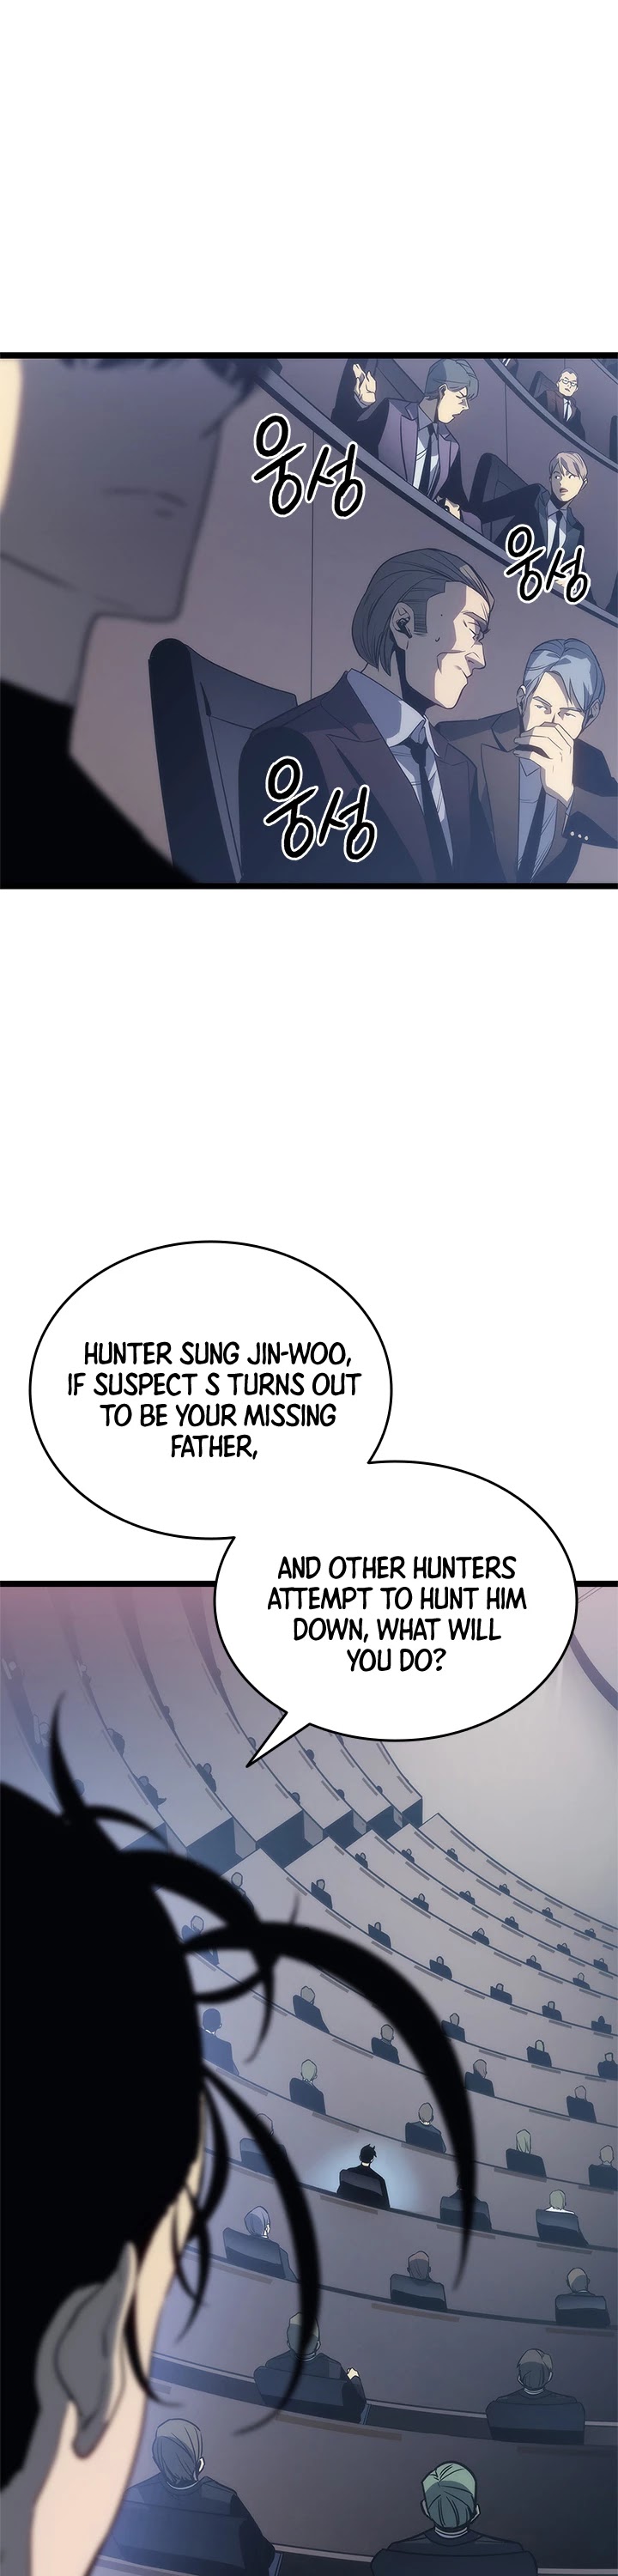 웅성
웅성
웅성
HUNTER SUNG JIN-WOO,
IF SUSPECT S TURNS OUT
TO BE YOUR MISSING
FATHER,
AND OTHER HUNTERS
ATTEMPT TO HUNT HIM
DOWN, WHAT WILL
YOU DO?